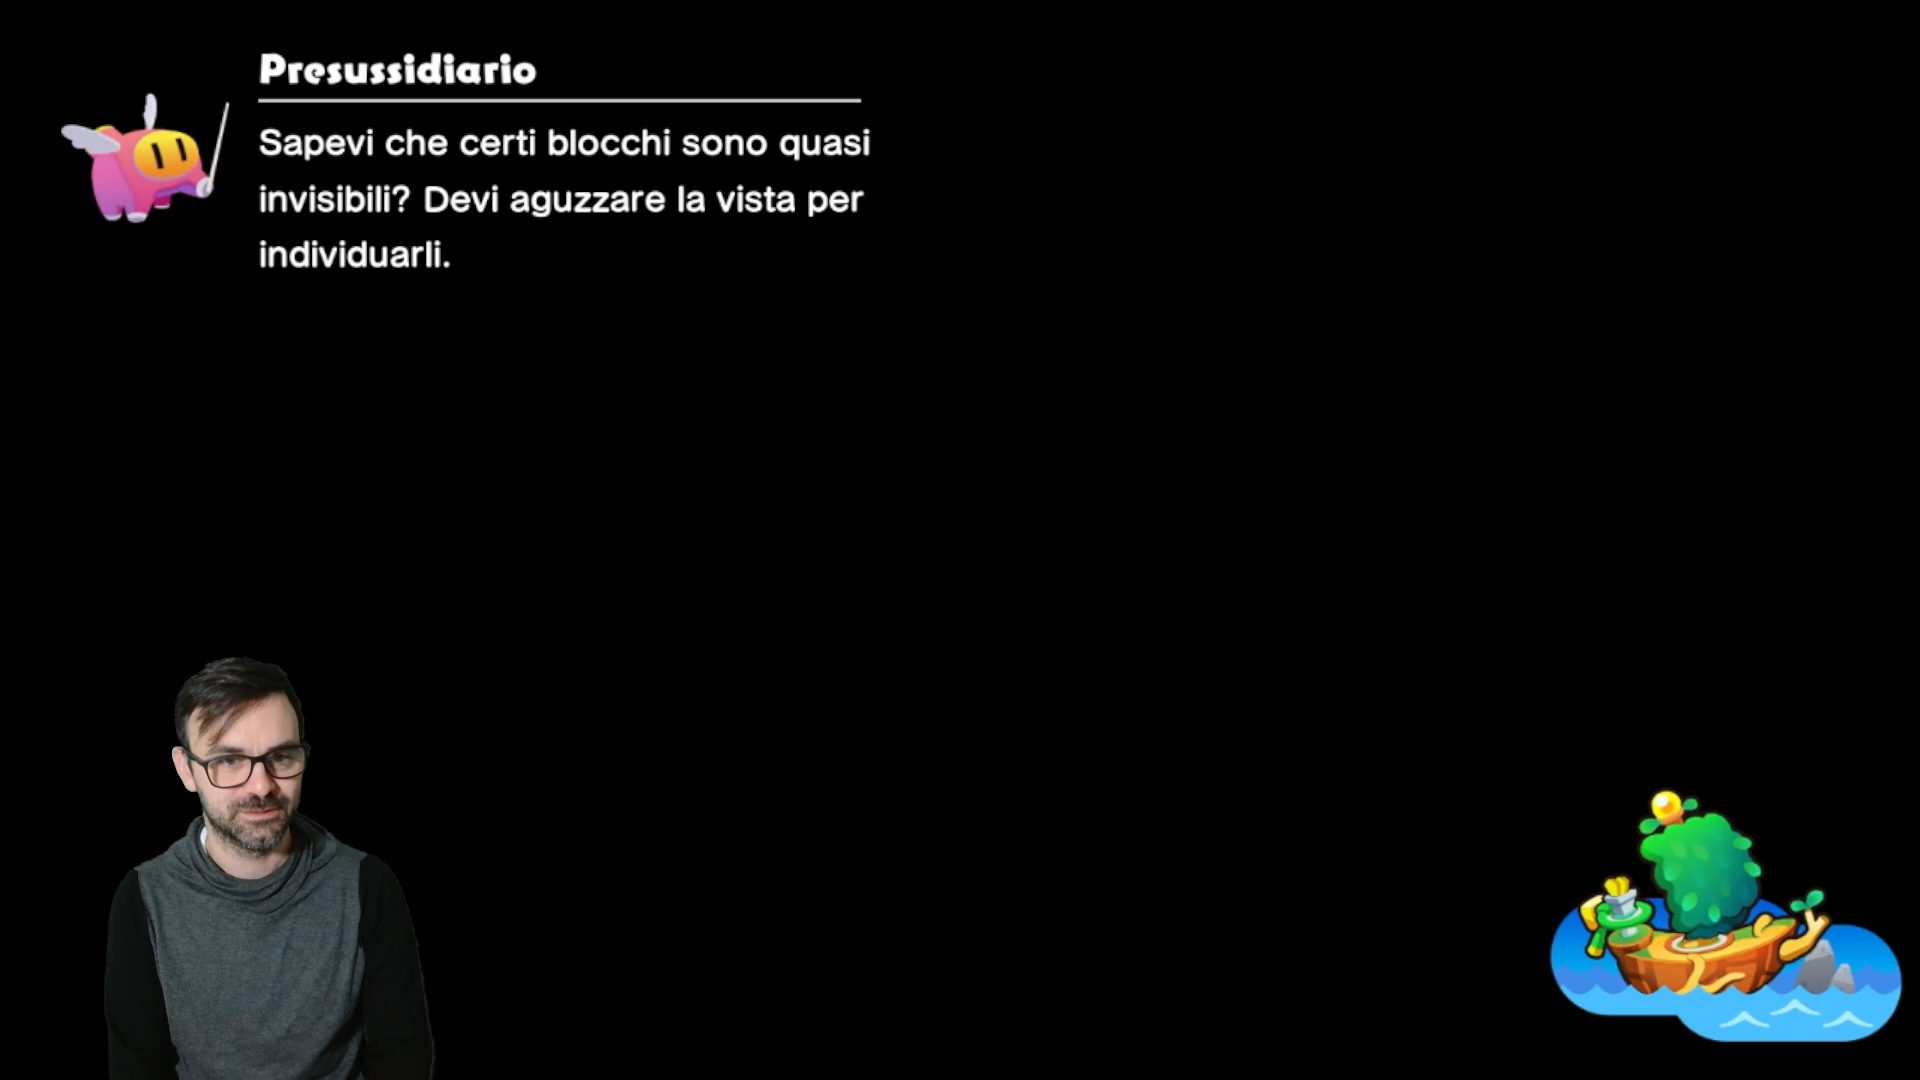 Presussidiario
Sapevi che certi blocchi sono quasi
invisibili? Devi aguzzare la vista per
individuarli.